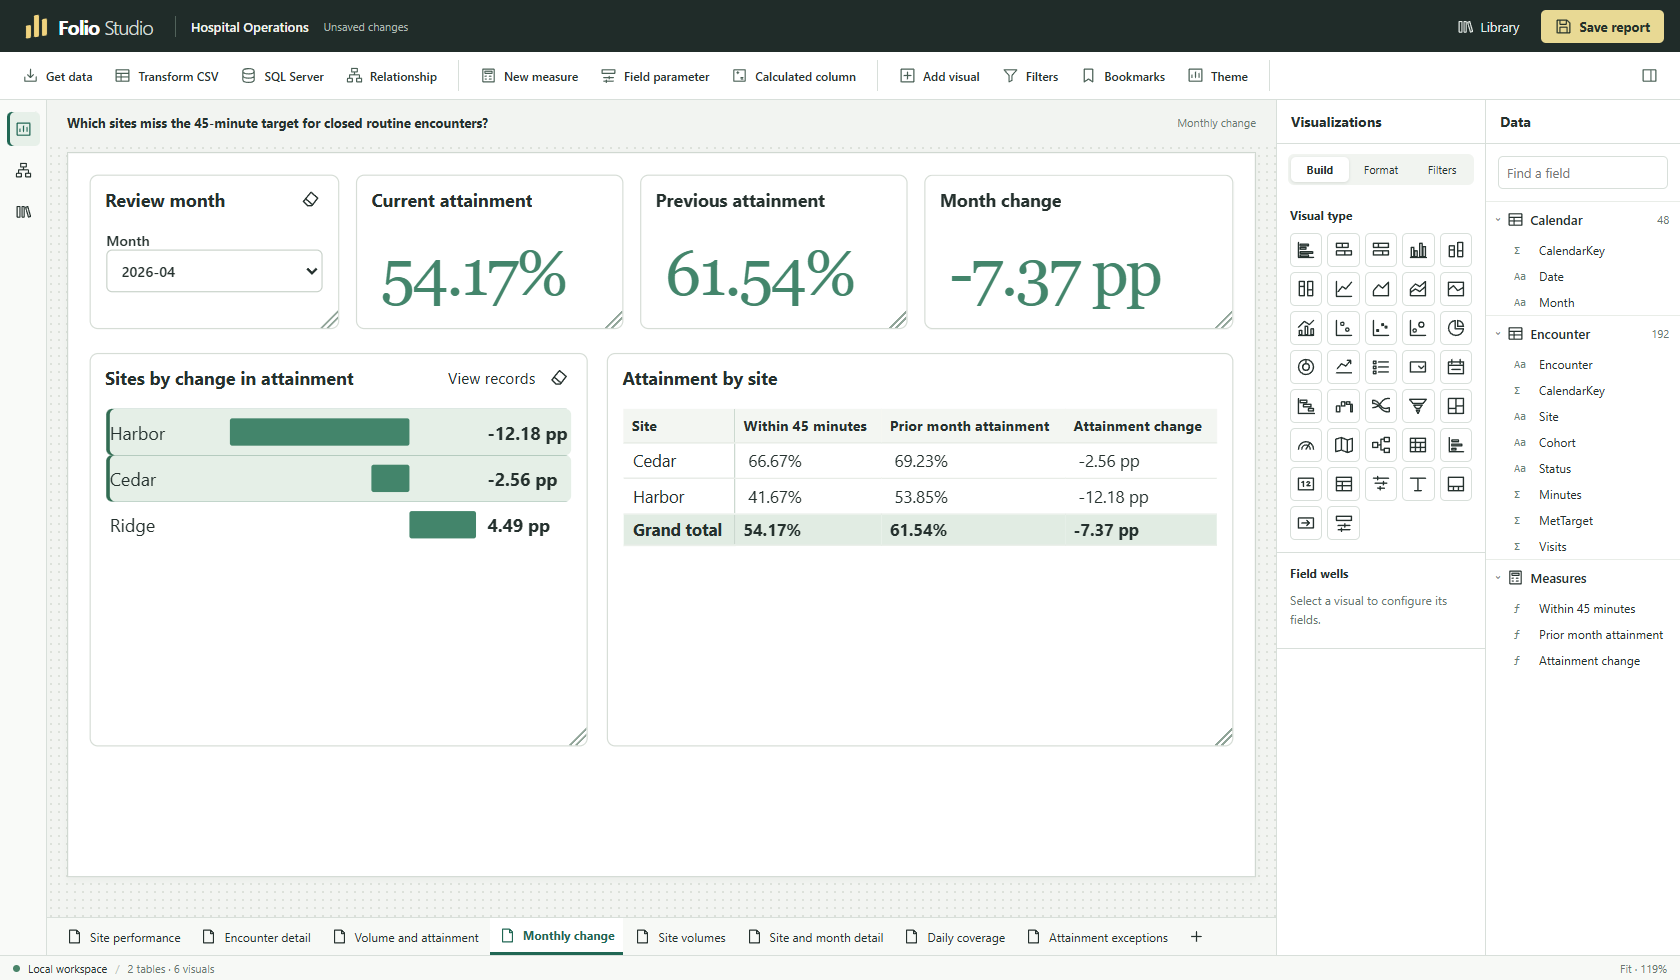 Folio Studio
Hospital Operations
Unsaved changes
Library
Save report
Get data
Transform CSV
SQL Server
Relationship
New measure
Field parameter
Calculated column
Add visual
Filters
Bookmarks
Theme
Which sites miss the 45-minute target for closed routine encounters?
Monthly change
Review month
Month
2026-04
Current attainment
54.17%
Previous attainment
61.54%
Month change
-7.37 pp
Sites by change in attainment
View records
Harbor
-12.18 pp
Cedar
-2.56 pp
Ridge
4.49 pp
Attainment by site
Site Within 45 minutes Prior month attainment Attainment change
Cedar 66.67% 69.23% -2.56 pp
Harbor 41.67% 53.85% -12.18 pp
Grand total 54.17% 61.54% -7.37 pp
Visualizations
Build
Format
Filters
Visual type
12
Field wells
Select a visual to configure its
fields.
Data
Find a field
Calendar 48
Σ CalendarKey
Aa Date
Aa Month
Encounter 192
Aa Encounter
Σ CalendarKey
Aa Site
Aa Cohort
Aa Status
Σ Minutes
Σ MetTarget
Σ Visits
Measures
f Within 45 minutes
f Prior month attainment
f Attainment change
Site performance
Encounter detail
Volume and attainment
Monthly change
Site volumes
Site and month detail
Daily coverage
Attainment exceptions
Local workspace / 2 tables · 6 visuals
Fit · 119%